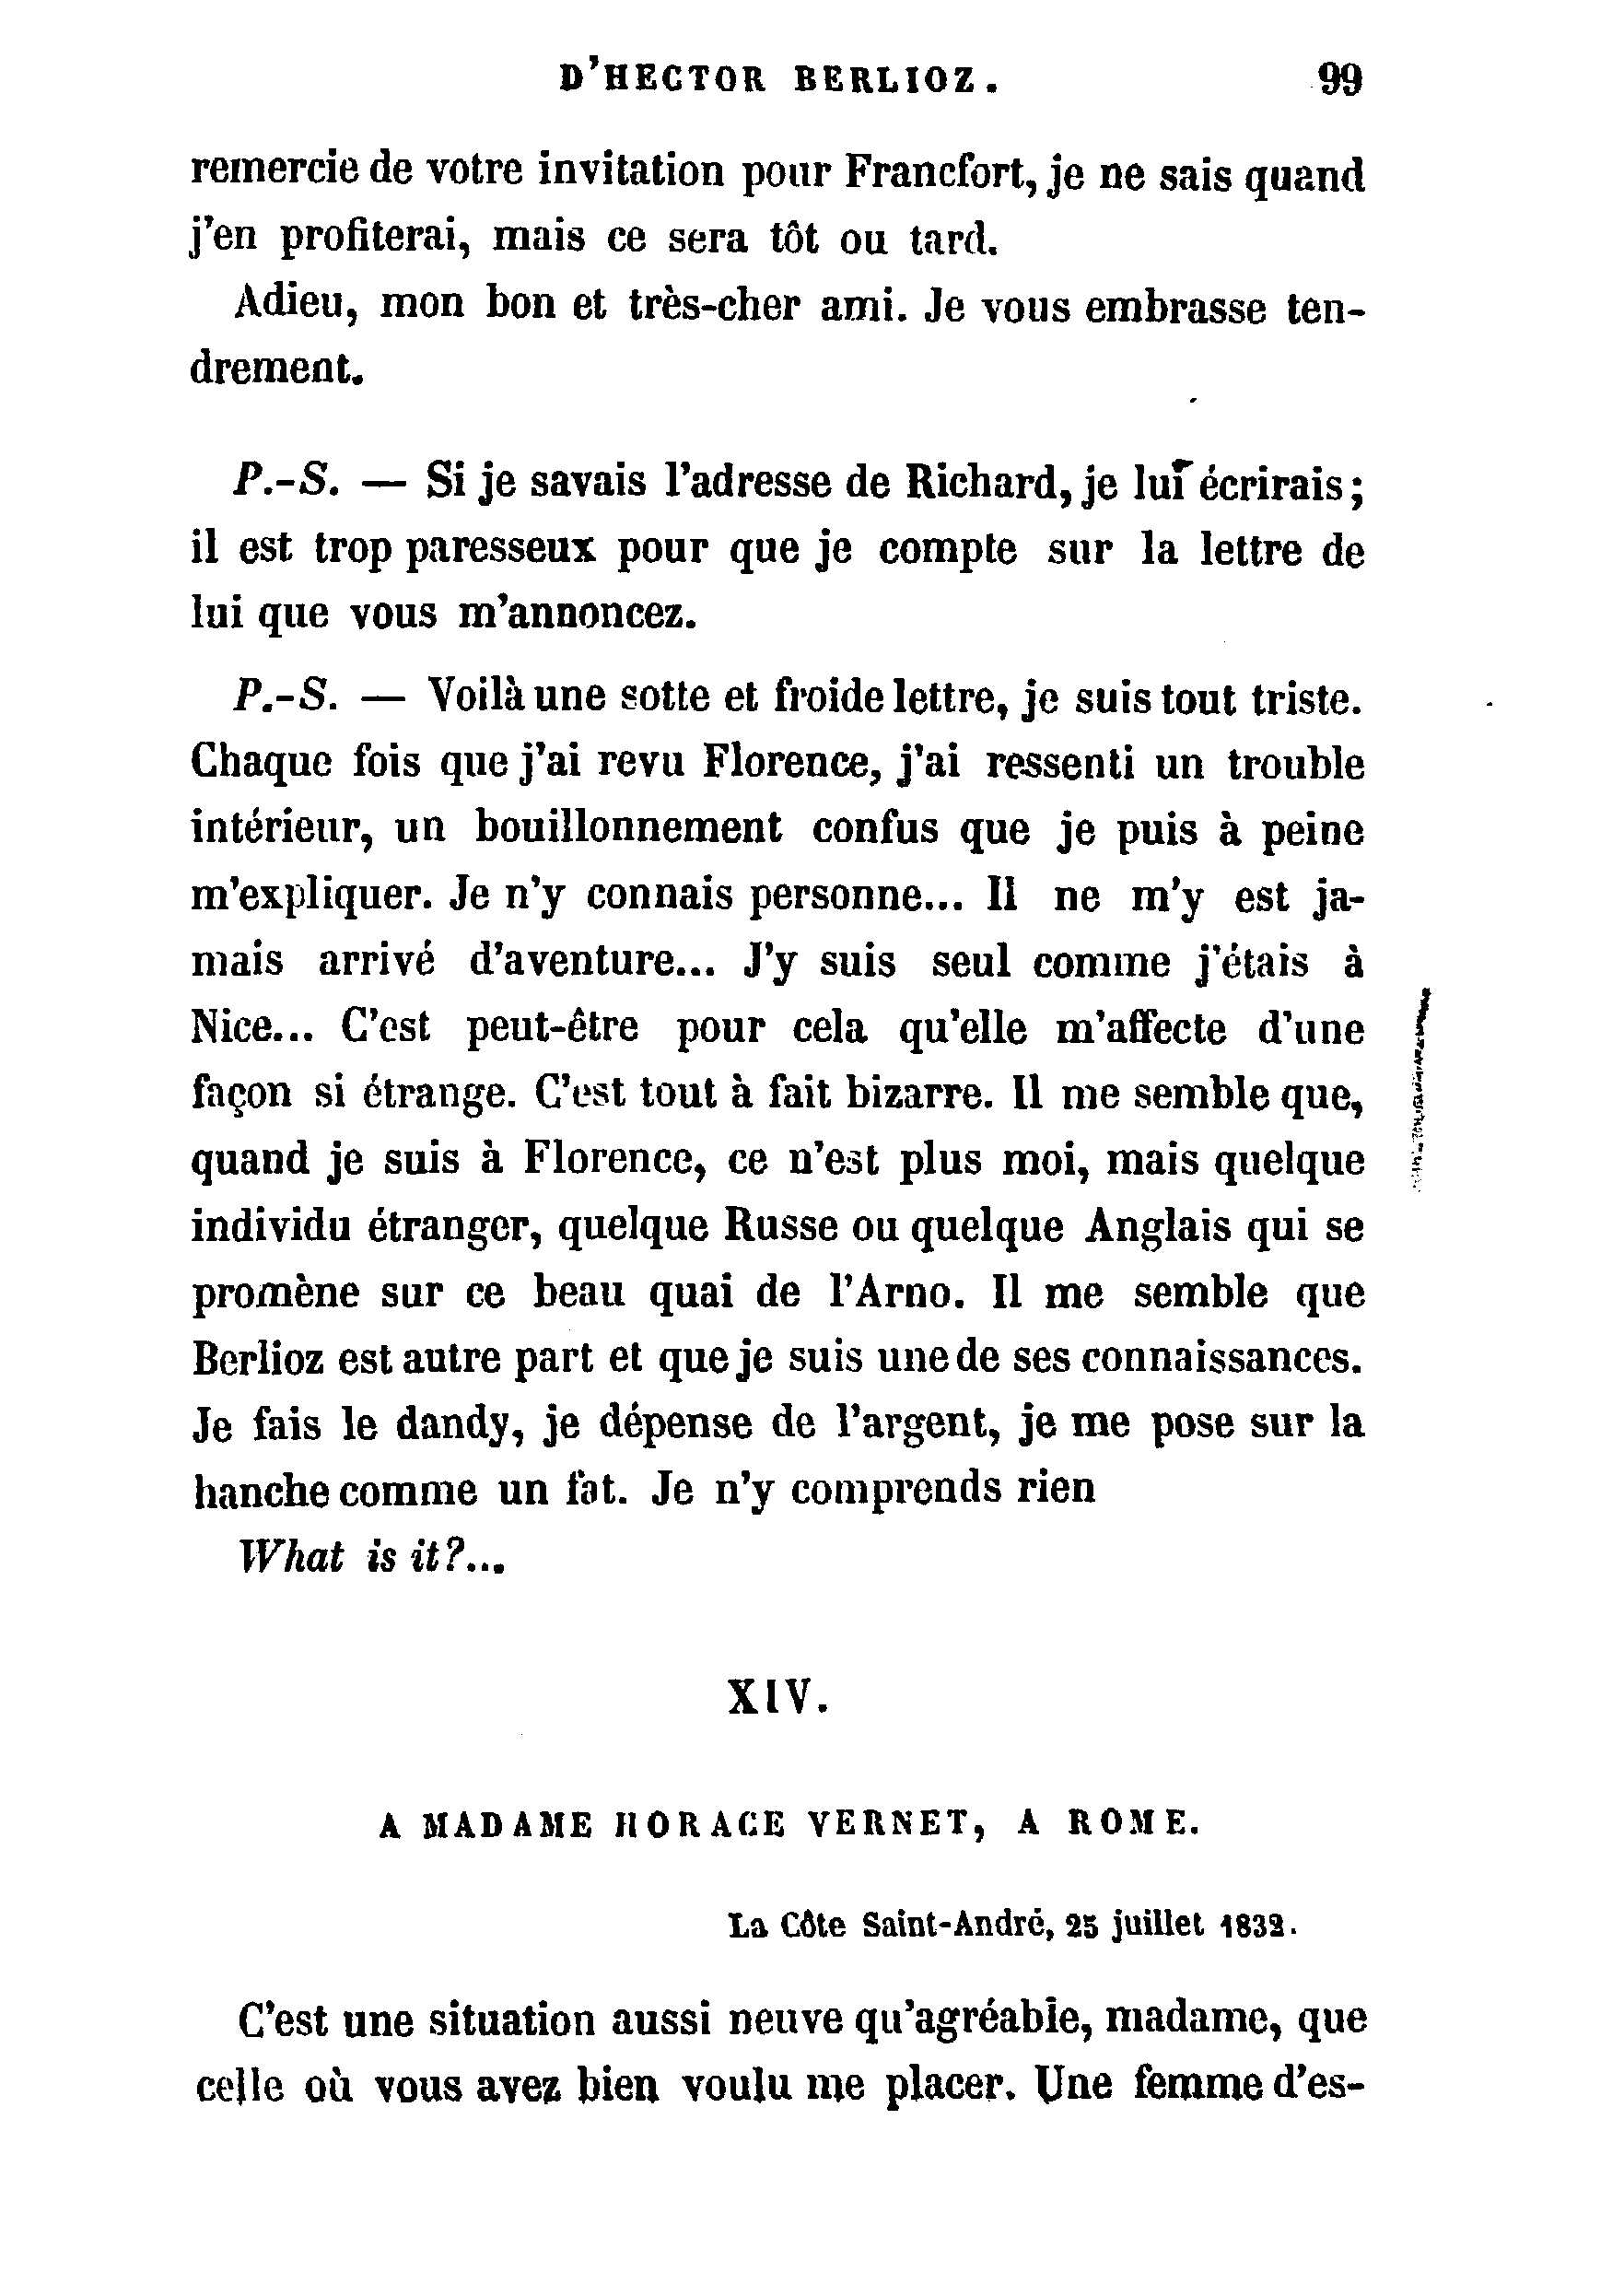 D'HECTOR BERLIOZ. 99
remercie de votre invitation pour Francfort, je ne sais quand
j'en profiterai, mais ce sera tôt ou tard.
Adieu, mon bon et très-cher ami. Je vous embrasse ten-
drement.
P.-S. — Si je savais l'adresse de Richard, je lui écrirais;
il est trop paresseux pour que je compte sur la lettre de
lui que vous m'annoncez.
P.-S. — Voilà une sotte et froide lettre, je suis tout triste.
Chaque fois que j'ai revu Florence, j'ai ressenti un trouble
intérieur, un bouillonnement confus que je puis à peine
m'expliquer. Je n'y connais personne... Il ne m'y est ja-
mais arrivé d'aventure... J'y suis seul comme j'étais à
Nice... C'est peut-être pour cela qu'elle m'affecte d'une
façon si étrange. C'est tout à fait bizarre. Il me semble que,
quand je suis à Florence, ce n'est plus moi, mais quelque
individu étranger, quelque Russe ou quelque Anglais qui se
promène sur ce beau quai de l'Arno. Il me semble que
Berlioz est autre part et que je suis une de ses connaissances.
Je fais le dandy, je dépense de l'argent, je me pose sur la
hanche comme un fat. Je n'y comprends rien
What is it?...
XIV.
A MADAME HORACE VERNET, A ROME.
La Côte Saint-André, 25 juillet 1832.
C'est une situation aussi neuve qu'agréable, madame, que
celle où vous avez bien voulu me placer. Une femme d'es-